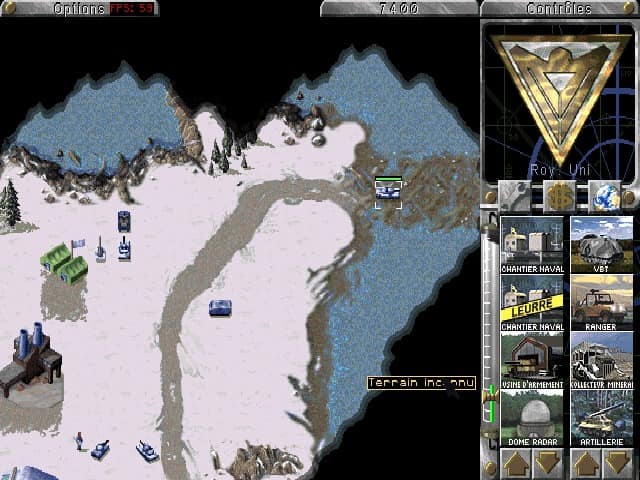 Options FPS: 59
7400
Contrôles
Roy. Uni
CHANTIER NAVAL
VBT
LEURRE
CHANTIER NAVAL
RANGER
USINE D'ARMEMENT
COLLECTEUR MINERAI
DOME RADAR
ARTILLERIE
Terrain inconnu